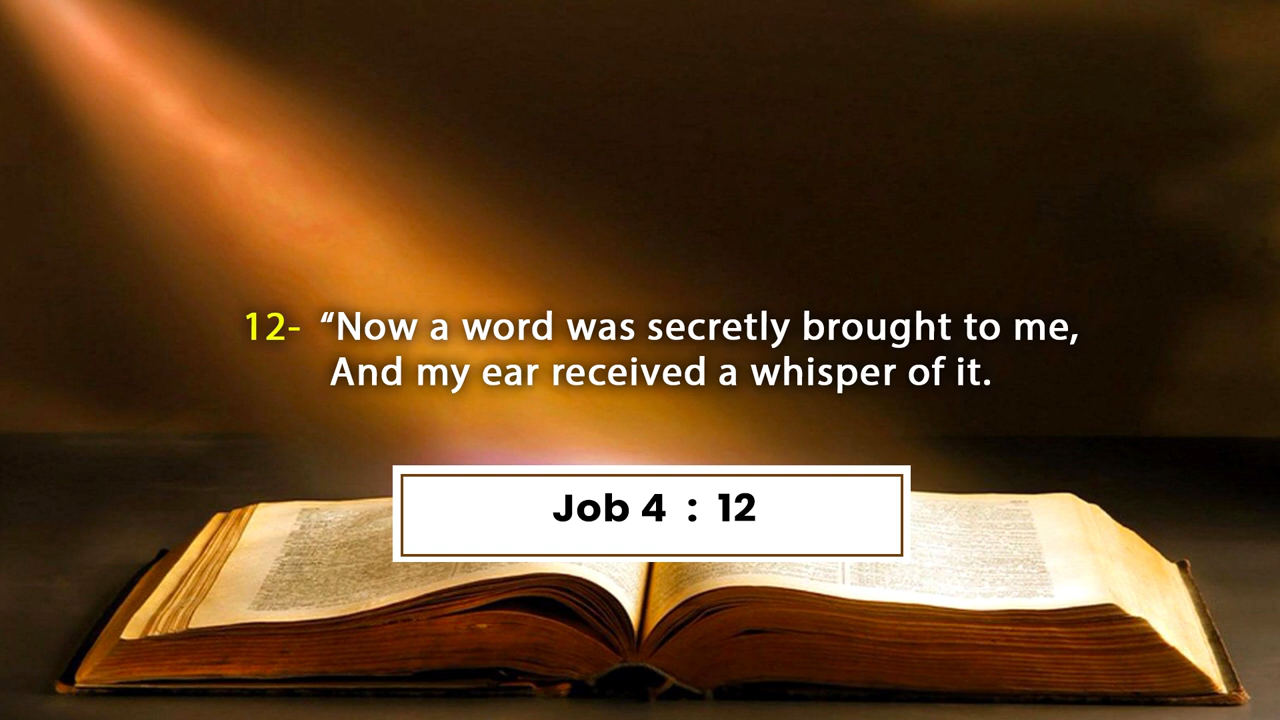 12- “Now a word was secretly brought to me,
And my ear received a whisper of it.
Job 4 : 12